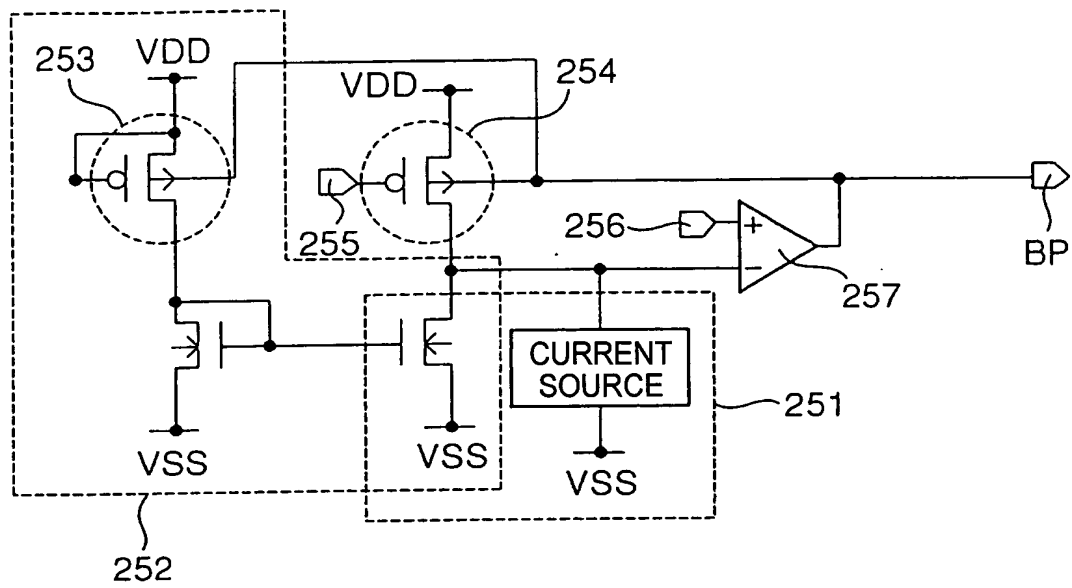 VDD
253
VDD
254
255
256
+
−
257
BP
CURRENT
SOURCE
251
VSS
VSS
VSS
252